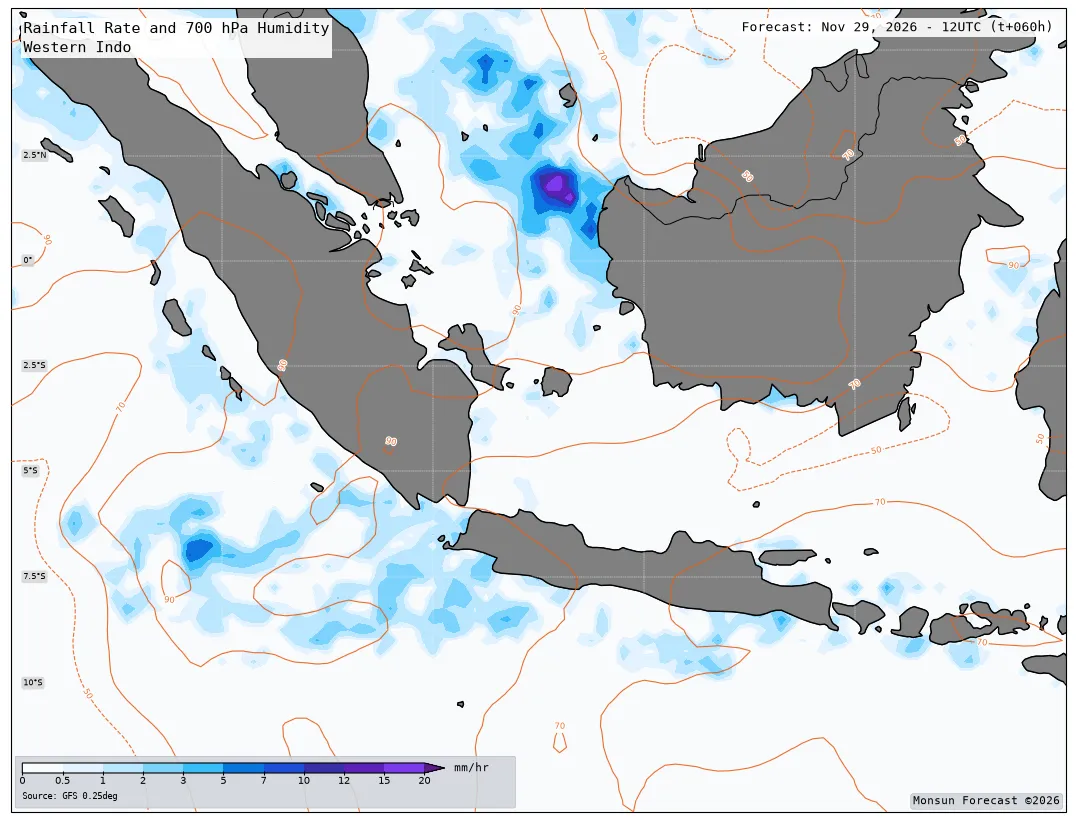 Rainfall Rate and 700 hPa Humidity
Western Indo
Forecast: Nov 29, 2026 - 12UTC (t+060h)
70
50
70
50
2.5°N
50
90
0°
90
90
90
2.5°S
70
70
90
50
50
5°S
70
7.5°S
90
70
10°S
50
70
0 0.5 1 2 3 5 7 10 12 15 20 mm/hr
Source: GFS 0.25deg
Monsun Forecast ©2026